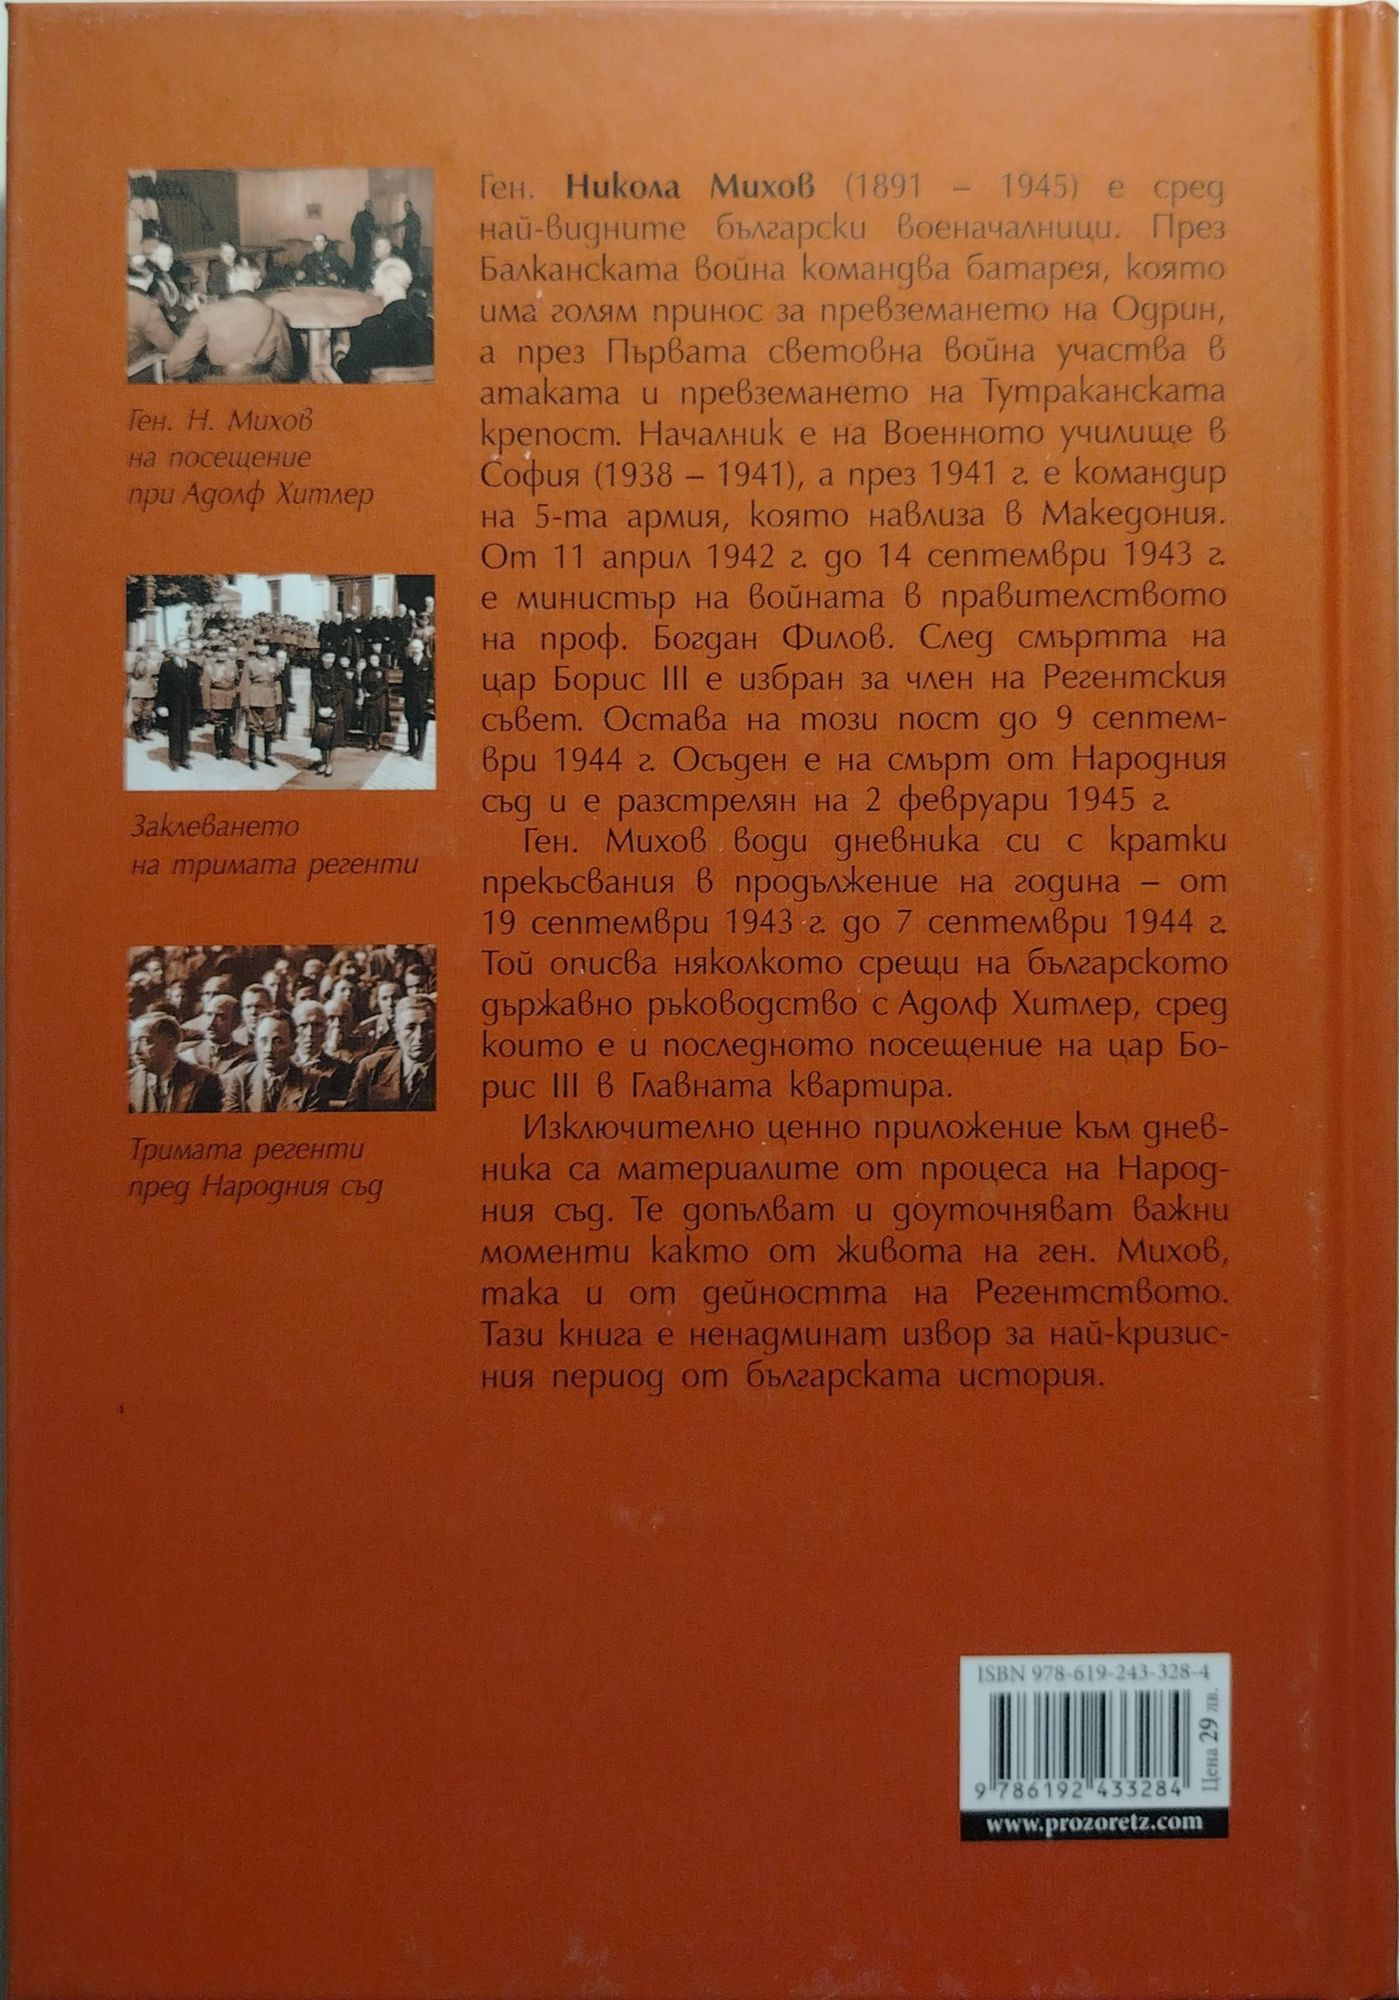 Ген. Н. Михов
на посещение
при Адолф Хитлер
Заклеването
на тримата регенти
Тримата регенти
пред Народния съд
Ген. Никола Михов (1891 – 1945) е сред
най-видните български военачалници. През
Балканската война командва батарея, която
има голям принос за превземането на Одрин,
а през Първата световна война участва в
атаката и превземането на Тутраканската
крепост. Началник е на Военното училище в
София (1938 – 1941), а през 1941 г. е командир
на 5-та армия, която навлиза в Македония.
От 11 април 1942 г. до 14 септември 1943 г.
е министър на войната в правителството
на проф. Богдан Филов. След смъртта на
цар Борис III е избран за член на Регентския
съвет. Остава на този пост до 9 септем-
ври 1944 г. Осъден е на смърт от Народния
съд и е разстрелян на 2 февруари 1945 г.
Ген. Михов води дневника си с кратки
прекъсвания в продължение на година – от
19 септември 1943 г. до 7 септември 1944 г.
Той описва няколкото срещи на българското
държавно ръководство с Адолф Хитлер, сред
които е и последното посещение на цар Бо-
рис III в Главната квартира.
Изключително ценно приложение към днев-
ника са материалите от процеса на Народ-
ния съд. Те допълват и доуточняват важни
моменти както от живота на ген. Михов,
така и от дейността на Регентството.
Тази книга е ненадминат извор за най-кризис-
ния период от българската история.
ISBN 978-619-243-328-4
Цена 29 лв.
9 786192 433284
www.prozoretz.com